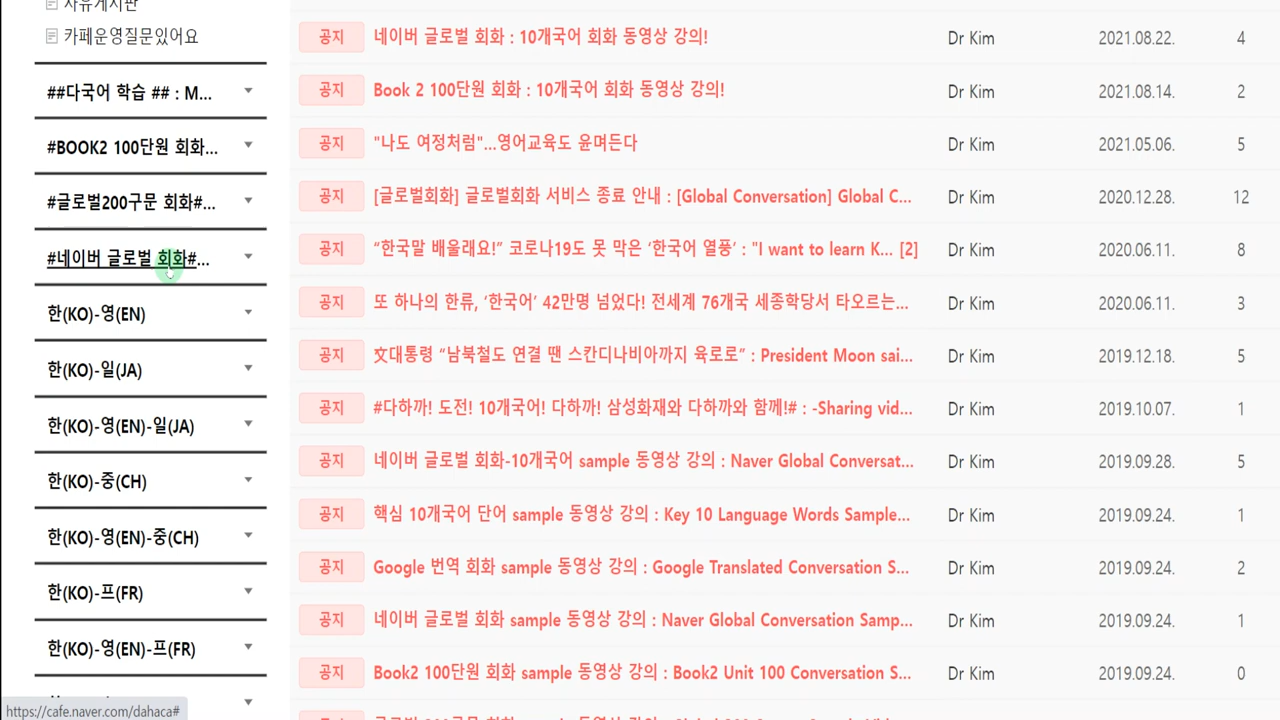 자유게시판
카페운영질문있어요
##다국어 학습 ## : M...
#BOOK2 100단원 회화...
#글로벌200구문 회화#...
#네이버 글로벌 회화#...
한(KO)-영(EN)
한(KO)-일(JA)
한(KO)-영(EN)-일(JA)
한(KO)-중(CH)
한(KO)-영(EN)-중(CH)
한(KO)-프(FR)
한(KO)-영(EN)-프(FR)
https://cafe.naver.com/dahaca#
공지 네이버 글로벌 회화 : 10개국어 회화 동영상 강의! Dr Kim 2021.08.22. 4
공지 Book 2 100단원 회화 : 10개국어 회화 동영상 강의! Dr Kim 2021.08.14. 2
공지 "나도 여정처럼"...영어교육도 윤며든다 Dr Kim 2021.05.06. 5
공지 [글로벌회화] 글로벌회화 서비스 종료 안내 : [Global Conversation] Global C... Dr Kim 2020.12.28. 12
공지 “한국말 배울래요!” 코로나19도 못 막은 ‘한국어 열풍’ : "I want to learn K... [2] Dr Kim 2020.06.11. 8
공지 또 하나의 한류, ‘한국어’ 42만명 넘었다! 전세계 76개국 세종학당서 타오르는... Dr Kim 2020.06.11. 3
공지 文대통령 “남북철도 연결 땐 스칸디나비아까지 육로로” : President Moon sai... Dr Kim 2019.12.18. 5
공지 #다하까! 도전! 10개국어! 다하까! 삼성화재와 다하까와 함께!# : -Sharing vid... Dr Kim 2019.10.07. 1
공지 네이버 글로벌 회화-10개국어 sample 동영상 강의 : Naver Global Conversat... Dr Kim 2019.09.28. 5
공지 핵심 10개국어 단어 sample 동영상 강의 : Key 10 Language Words Sample... Dr Kim 2019.09.24. 1
공지 Google 번역 회화 sample 동영상 강의 : Google Translated Conversation S... Dr Kim 2019.09.24. 2
공지 네이버 글로벌 회화 sample 동영상 강의 : Naver Global Conversation Samp... Dr Kim 2019.09.24. 1
공지 Book2 100단원 회화 sample 동영상 강의 : Book2 Unit 100 Conversation S... Dr Kim 2019.09.24. 0